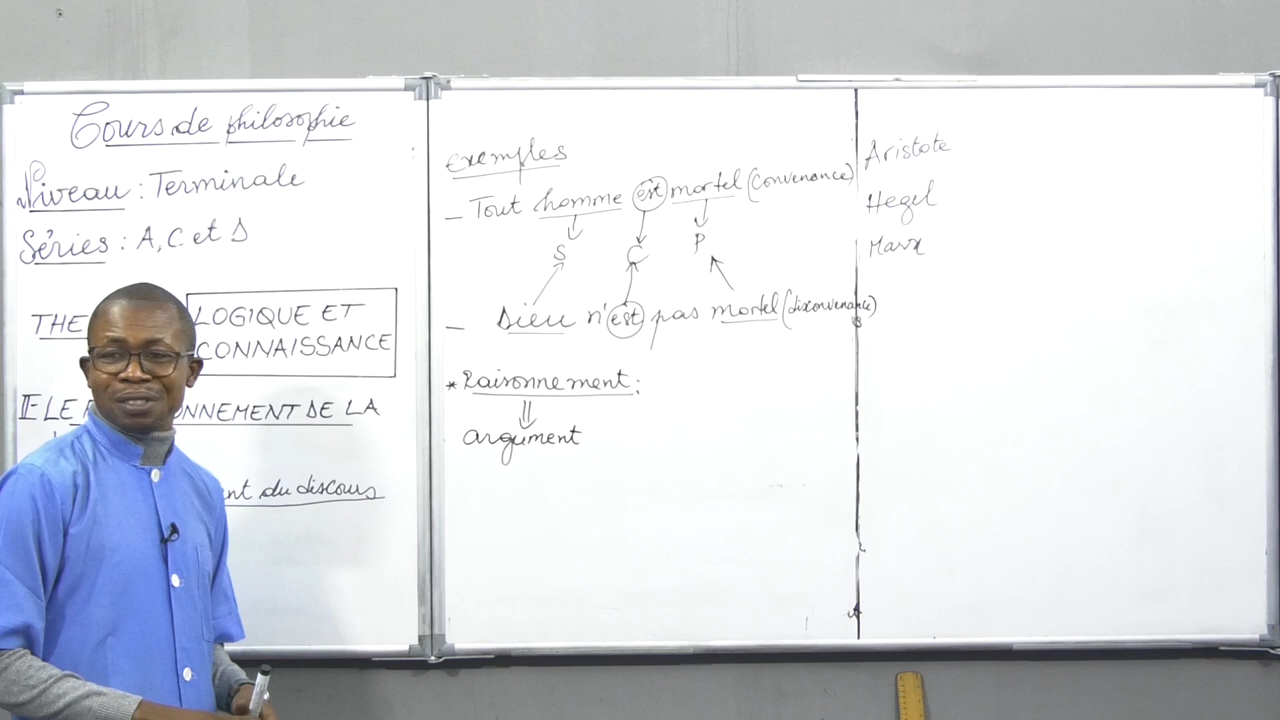 Cours de philosophie
Niveau : Terminale
Séries : A, C et D
THE
LOGIQUE ET
CONNAISSANCE
II-LE
ONNEMENT DE LA
nt du discours
Exemples
- Tout homme est mortel (convenance)
S C P
- Dieu n'est pas mortel (disconvenance)
* Raisonnement :
argument
Aristote
Hegel
Marx